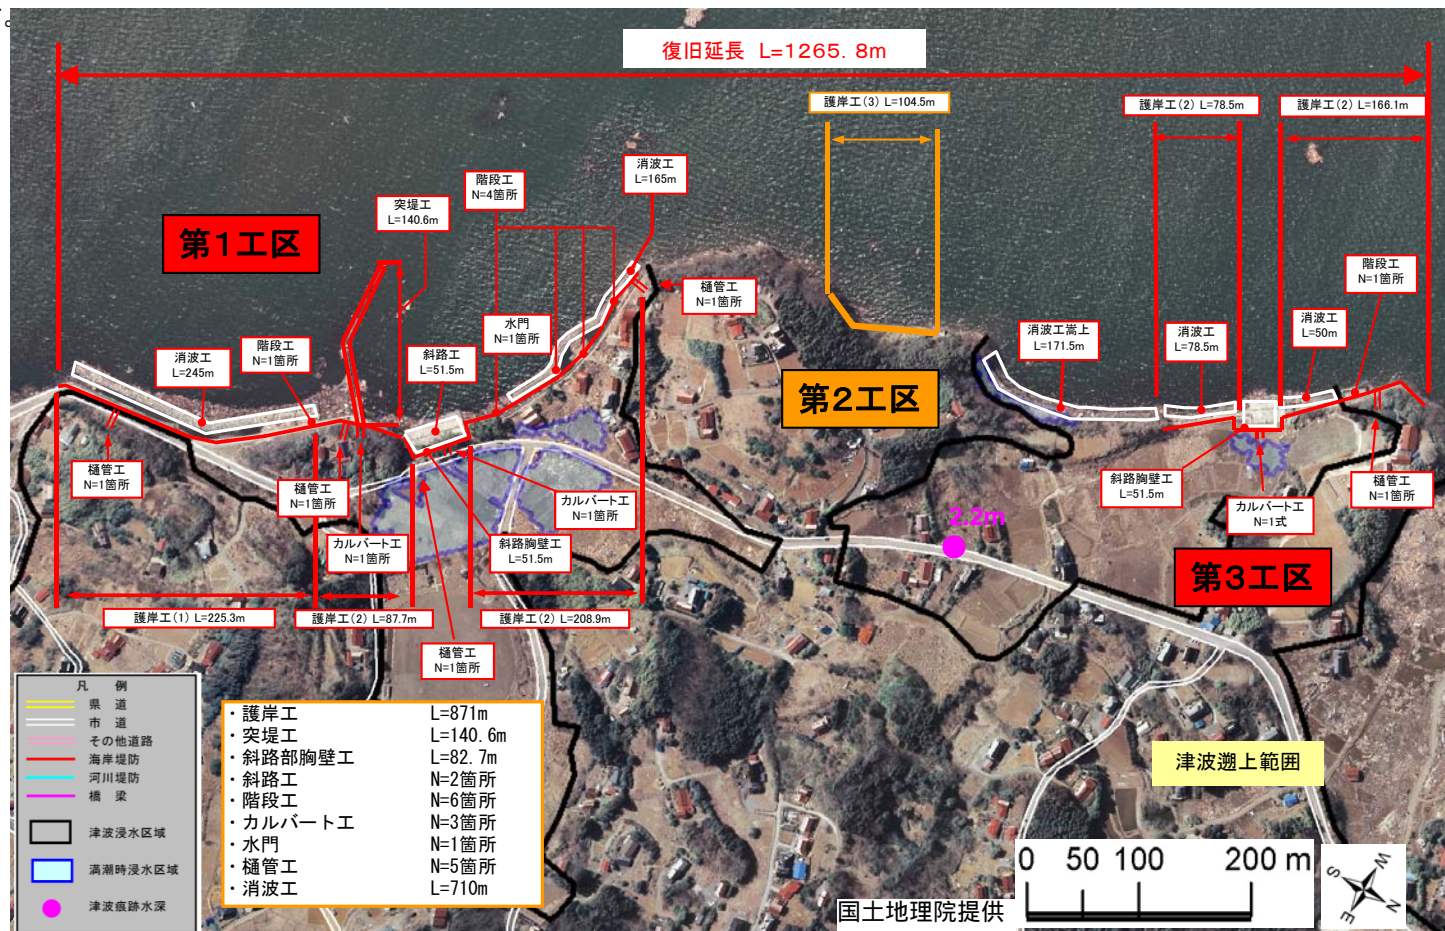 。
復旧延長 L=1265.8m
護岸工(3) L=104.5m
護岸工(2) L=78.5m
護岸工(2) L=166.1m
消波工
L=165m
階段工
N=4箇所
突堤工
L=140.6m
第1工区
階段工
N=1箇所
樋管工
N=1箇所
水門
N=1箇所
消波工
L=245m
階段工
N=1箇所
斜路工
L=51.5m
消波工嵩上
L=171.5m
消波工
L=78.5m
消波工
L=50m
第2工区
樋管工
N=1箇所
樋管工
N=1箇所
カルバート工
N=1箇所
カルバート工
N=1箇所
斜路胸壁工
L=51.5m
斜路胸壁工
L=51.5m
カルバート工
N=1式
樋管工
N=1箇所
2.2m
第3工区
護岸工(1) L=225.3m
護岸工(2) L=87.7m
護岸工(2) L=208.9m
樋管工
N=1箇所
凡 例
県 道
市 道
その他道路
海岸堤防
河川堤防
橋 梁
津波浸水区域
満潮時浸水区域
津波痕跡水深
・護岸工 L=871m
・突堤工 L=140.6m
・斜路部胸壁工 L=82.7m
・斜路工 N=2箇所
・階段工 N=6箇所
・カルバート工 N=3箇所
・水門 N=1箇所
・樋管工 N=5箇所
・消波工 L=710m
津波遡上範囲
0 50 100 200 m
国土地理院提供
W
S
N
E